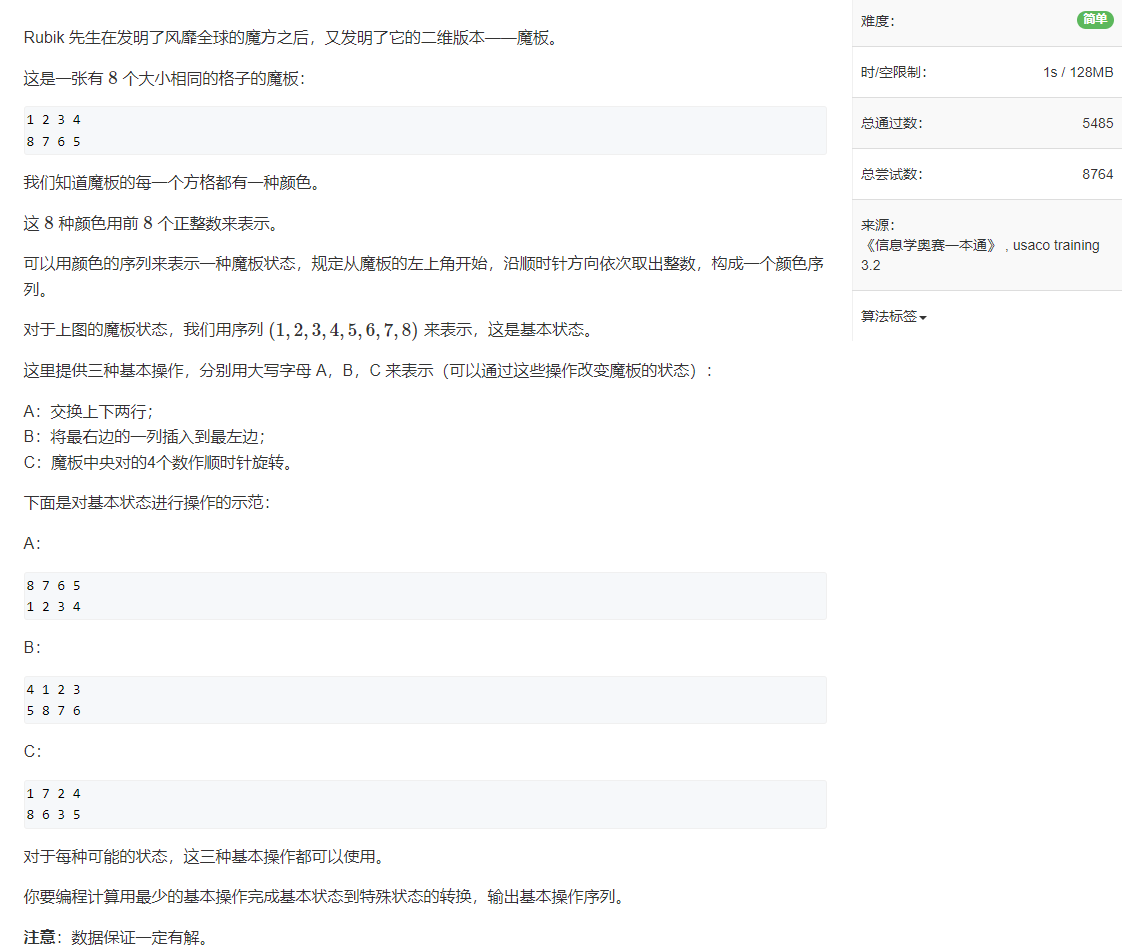 Rubik 先生在发明了风靡全球的魔方之后，又发明了它的二维版本——魔板。
这是一张有 8 个大小相同的格子的魔板：
1 2 3 4
8 7 6 5
我们知道魔板的每一个方格都有一种颜色。
这 8 种颜色用前 8 个正整数来表示。
可以用颜色的序列来表示一种魔板状态，规定从魔板的左上角开始，沿顺时针方向依次取出整数，构成一个颜色序
列。
对于上图的魔板状态，我们用序列 (1,2,3,4,5,6,7,8) 来表示，这是基本状态。
这里提供三种基本操作，分别用大写字母 A，B，C 来表示（可以通过这些操作改变魔板的状态）：
A：交换上下两行；
B：将最右边的一列插入到最左边；
C：魔板中央对的4个数作顺时针旋转。
下面是对基本状态进行操作的示范：
A：
8 7 6 5
1 2 3 4
B：
4 1 2 3
5 8 7 6
C：
1 7 2 4
8 6 3 5
对于每种可能的状态，这三种基本操作都可以使用。
你要编程计算用最少的基本操作完成基本状态到特殊状态的转换，输出基本操作序列。
注意：数据保证一定有解。
难度： 简单
时/空限制： 1s / 128MB
总通过数： 5485
总尝试数： 8764
来源：
《信息学奥赛一本通》 , usaco training
3.2
算法标签